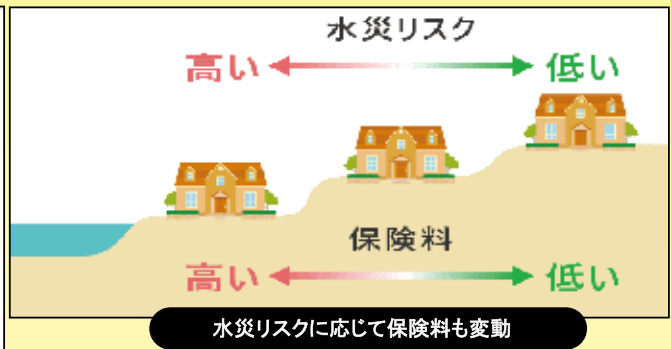 水災リスク
高い 低い
保険料
高い 低い
水災リスクに応じて保険料も変動